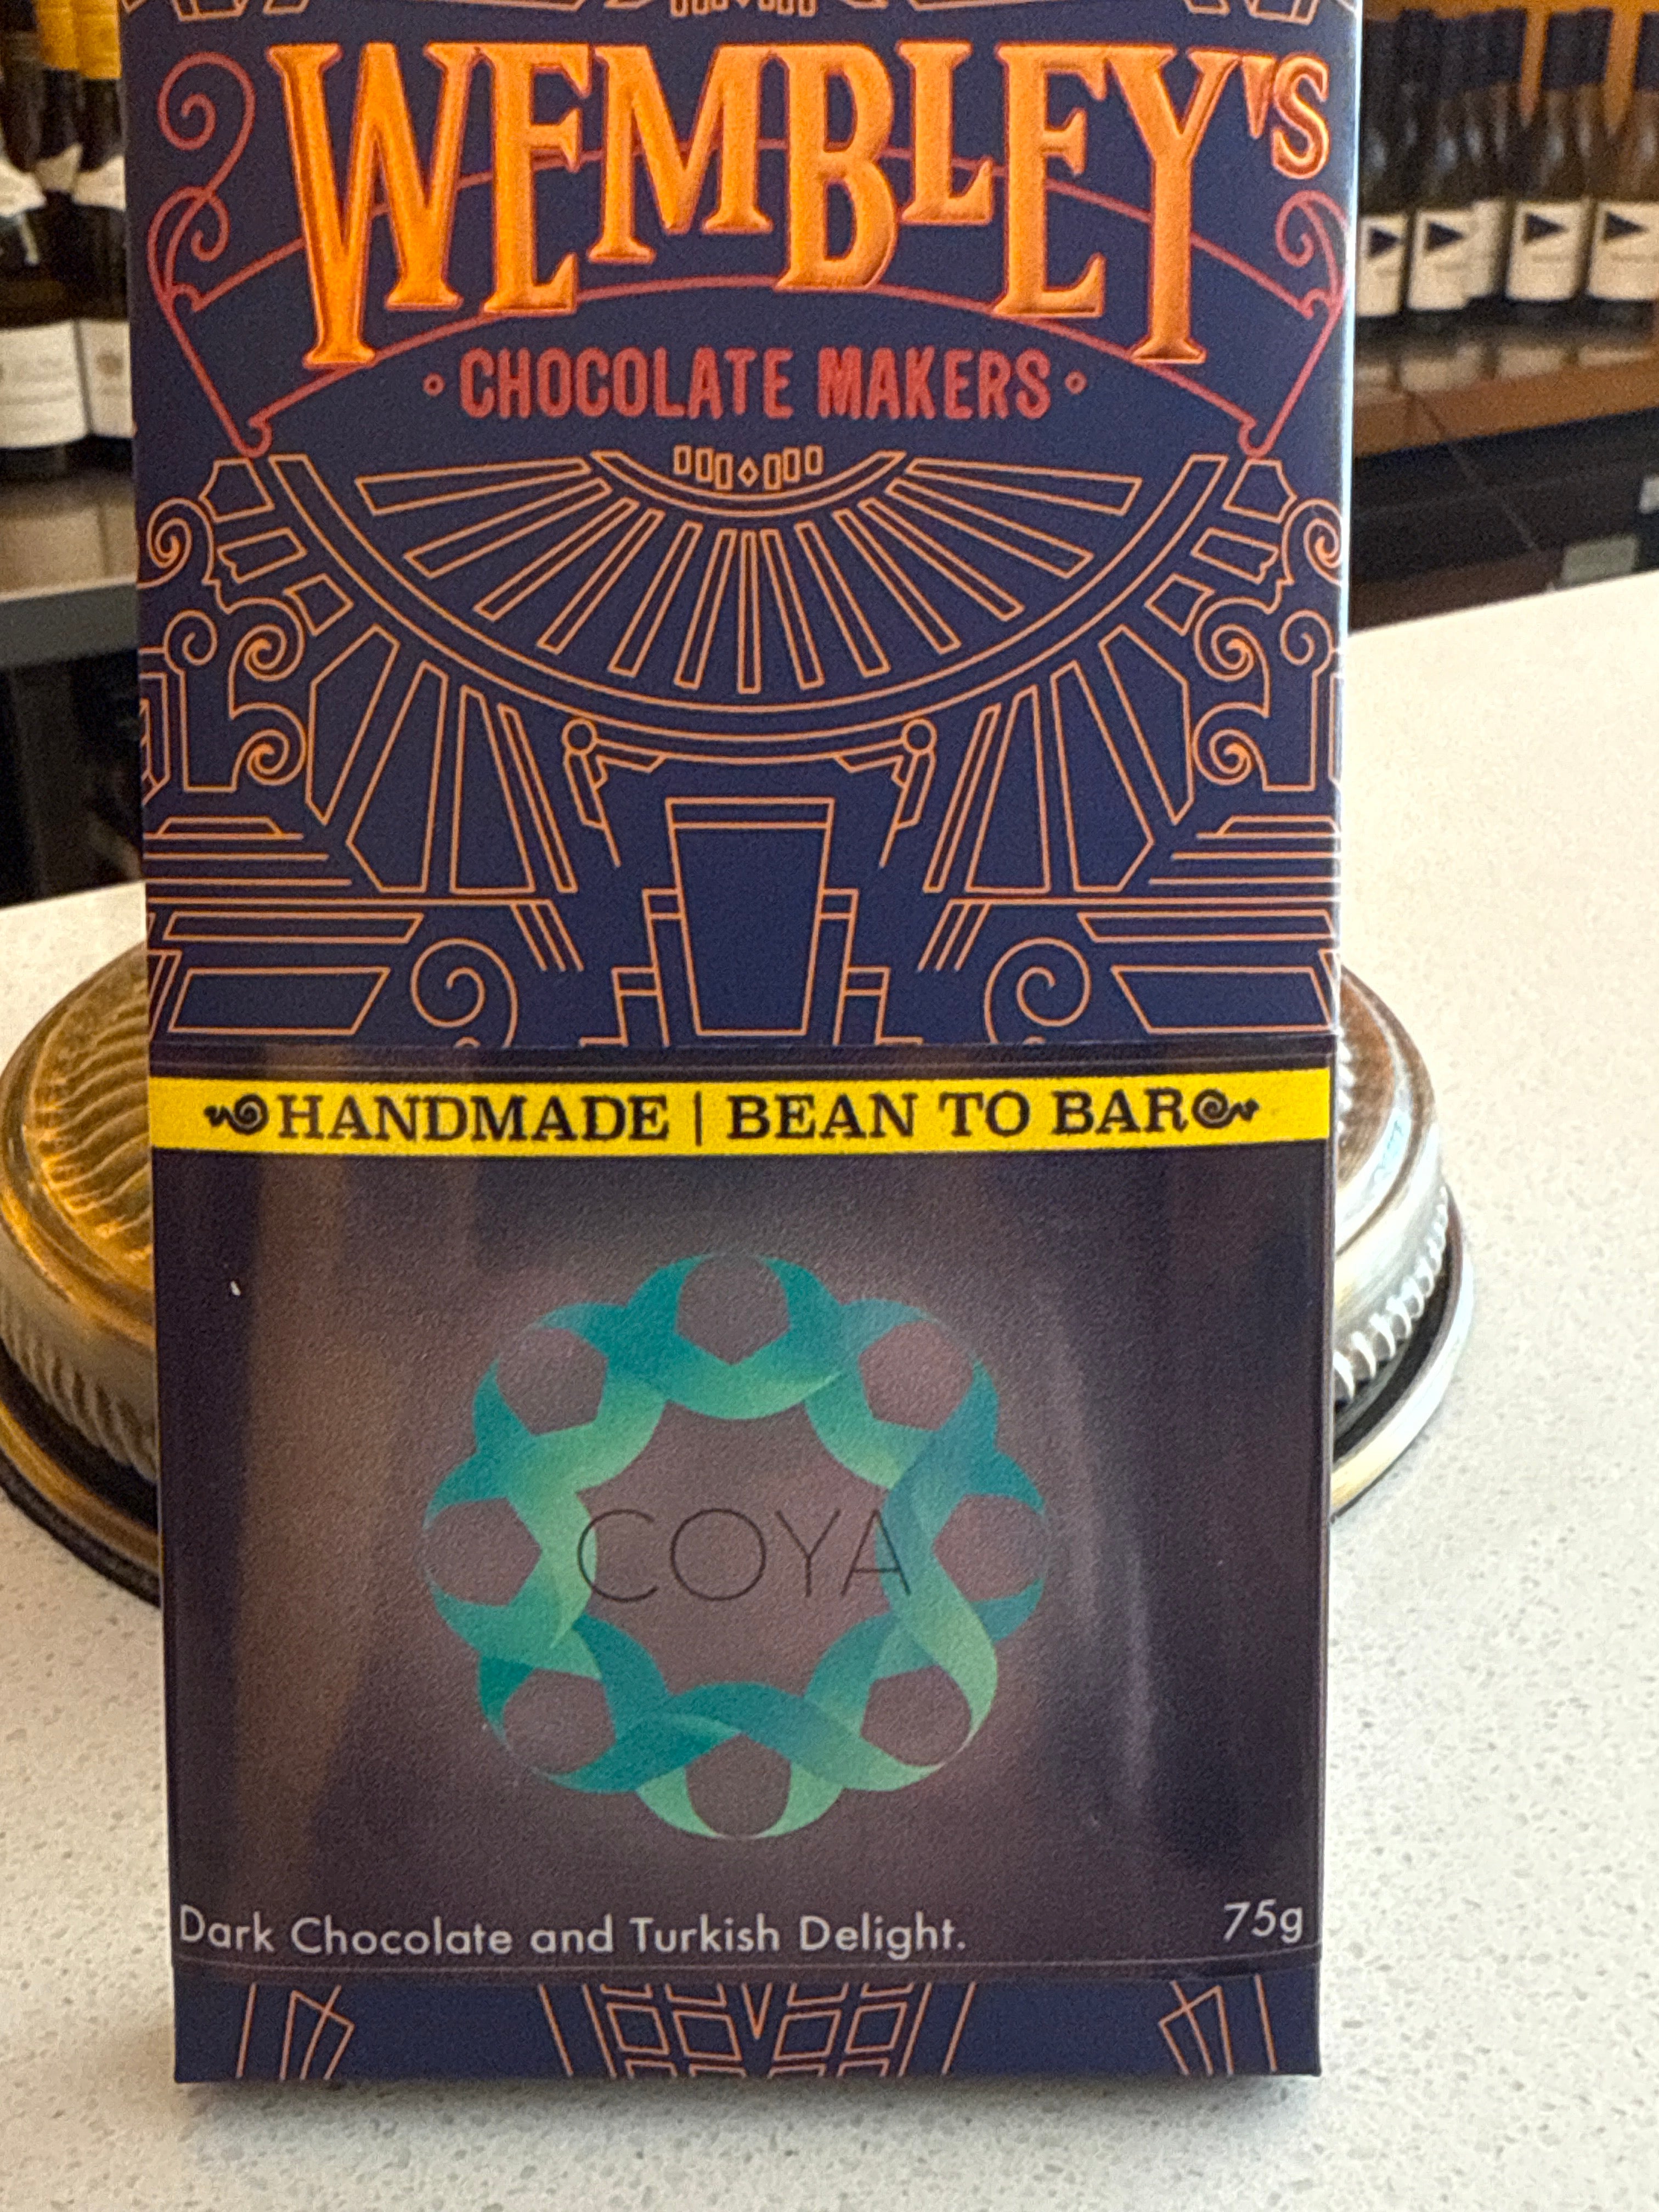 WEMBLEY'S
CHOCOLATE MAKERS
HANDMADE | BEAN TO BAR
COYA
Dark Chocolate and Turkish Delight.
75g